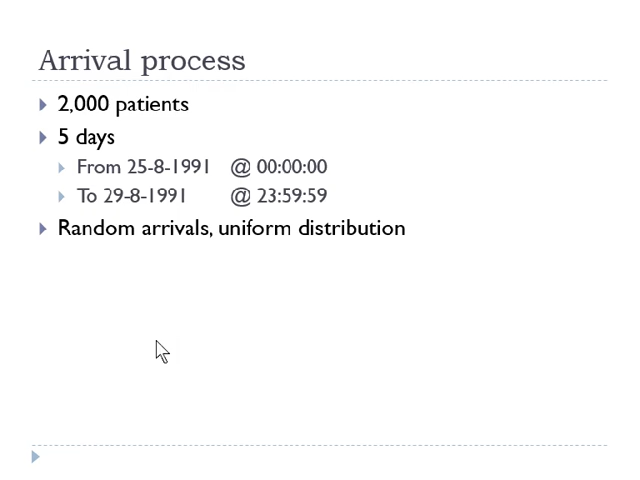 Arrival process
2,000 patients
5 days
From 25-8-1991 @ 00:00:00
To 29-8-1991 @ 23:59:59
Random arrivals, uniform distribution